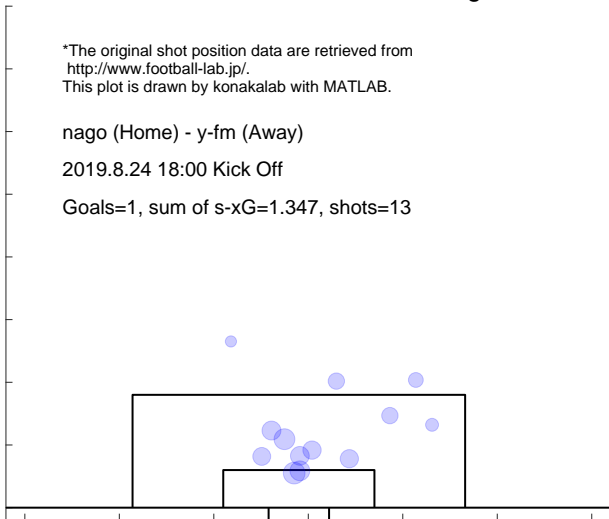 *The original shot position data are retrieved from
http://www.football-lab.jp/.
This plot is drawn by konakalab with MATLAB.
nago (Home) - y-fm (Away)
2019.8.24 18:00 Kick Off
Goals=1, sum of s-xG=1.347, shots=13